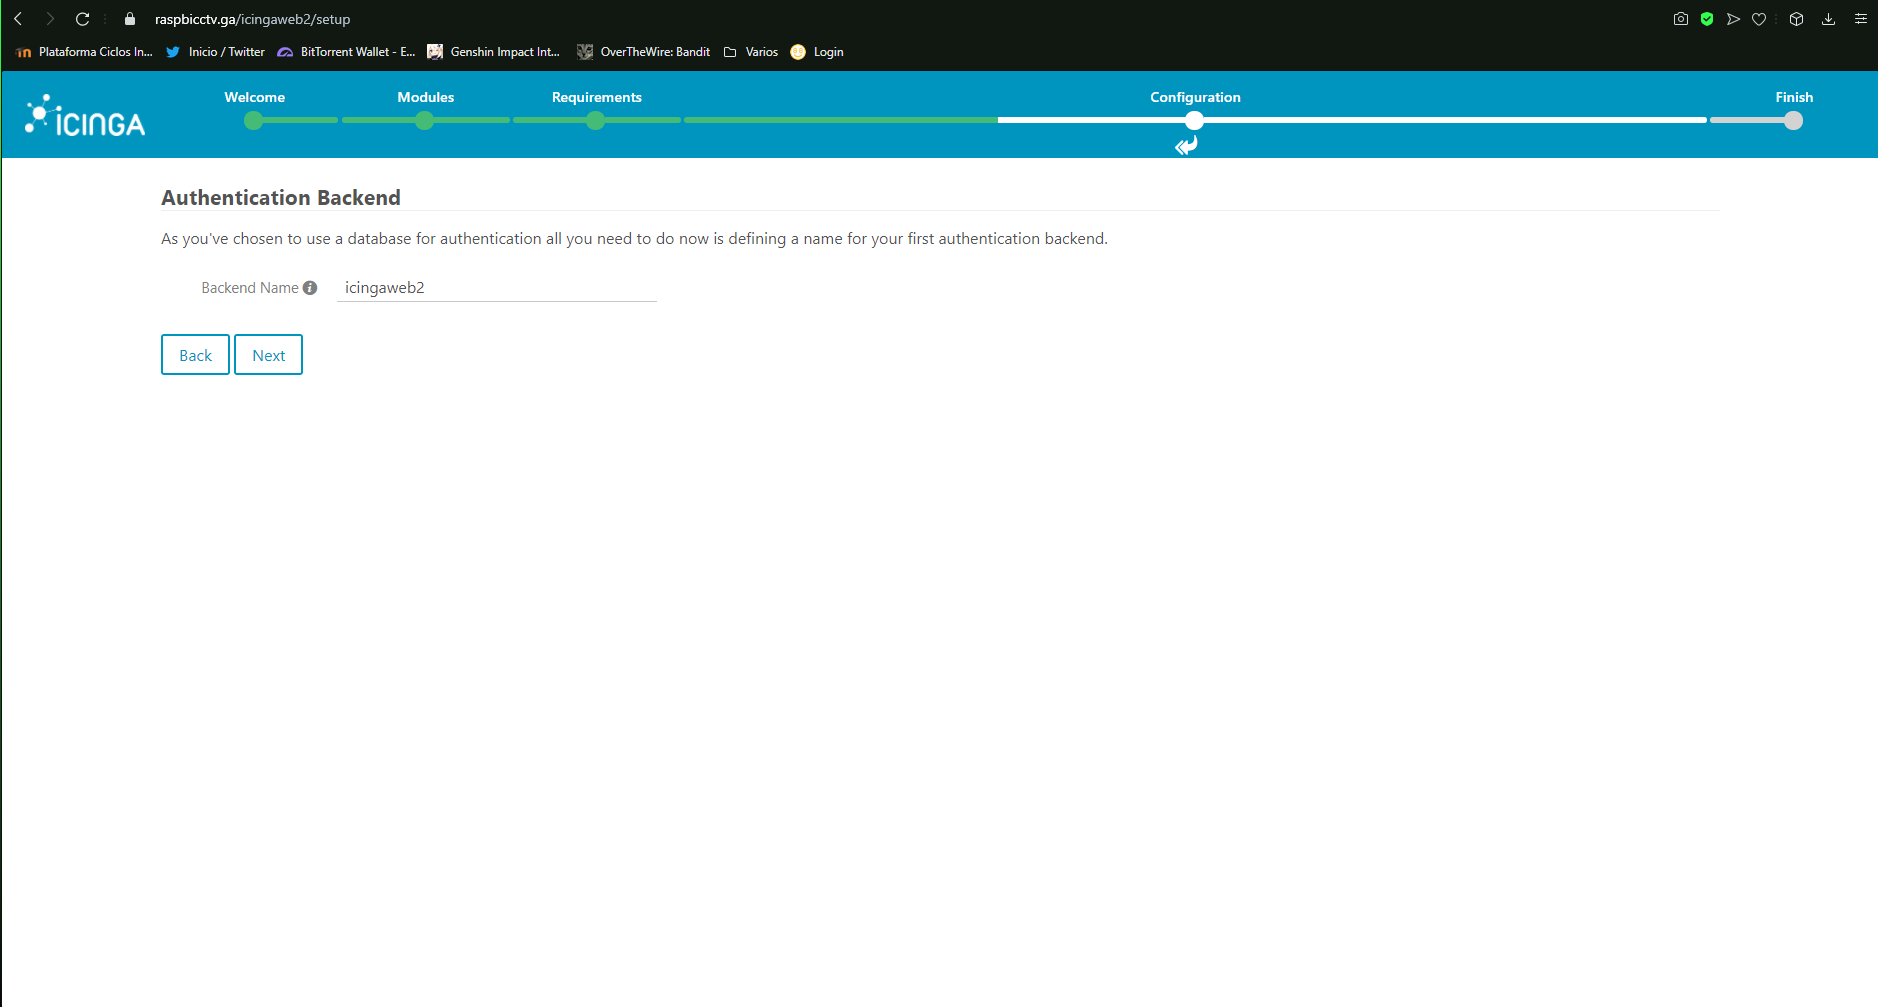 raspbicctv.ga/icingaweb2/setup
Plataforma Ciclos In... Inicio / Twitter BitTorrent Wallet - E... Genshin Impact Int... OverTheWire: Bandit Varios Login
Welcome Modules Requirements Configuration Finish
ICINGA
Authentication Backend
As you've chosen to use a database for authentication all you need to do now is defining a name for your first authentication backend.
Backend Name icingaweb2
Back Next